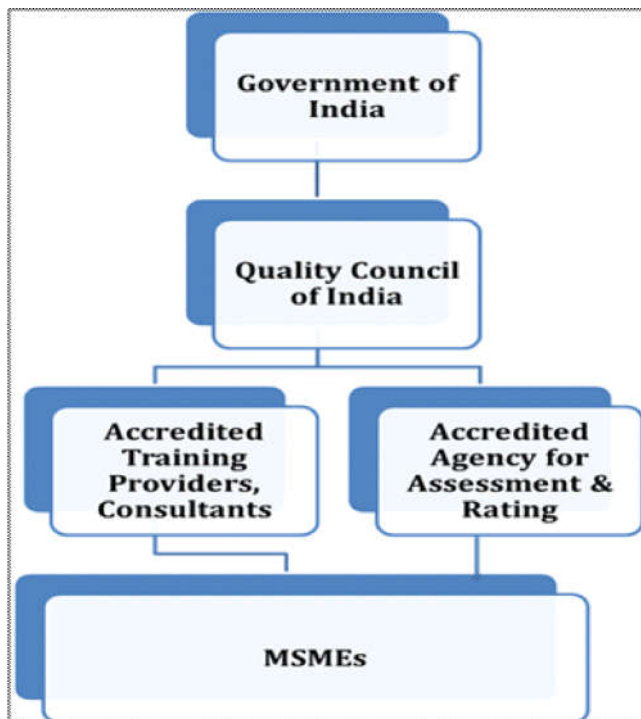 Government of
India
Quality Council
of India
Accredited
Training
Providers,
Consultants
Accredited
Agency for
Assessment &
Rating
MSMEs